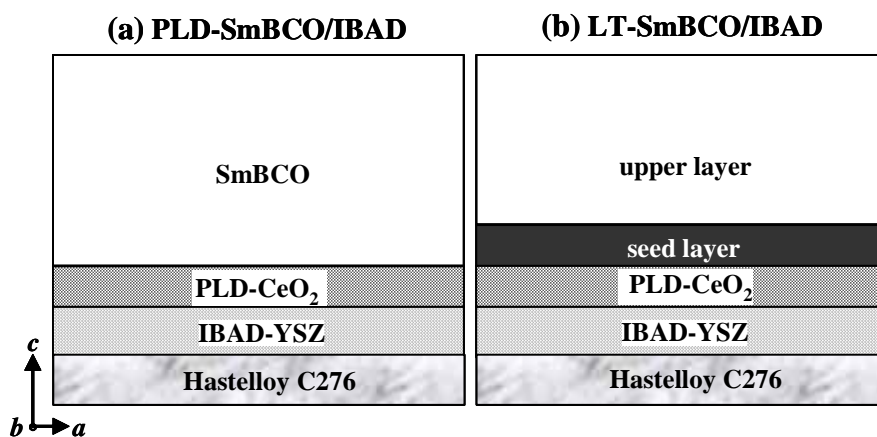 (a) PLD-SmBCO/IBAD
SmBCO
PLD-CeO₂
IBAD-YSZ
Hastelloy C276
(b) LT-SmBCO/IBAD
upper layer
seed layer
PLD-CeO₂
IBAD-YSZ
Hastelloy C276
c
b
a